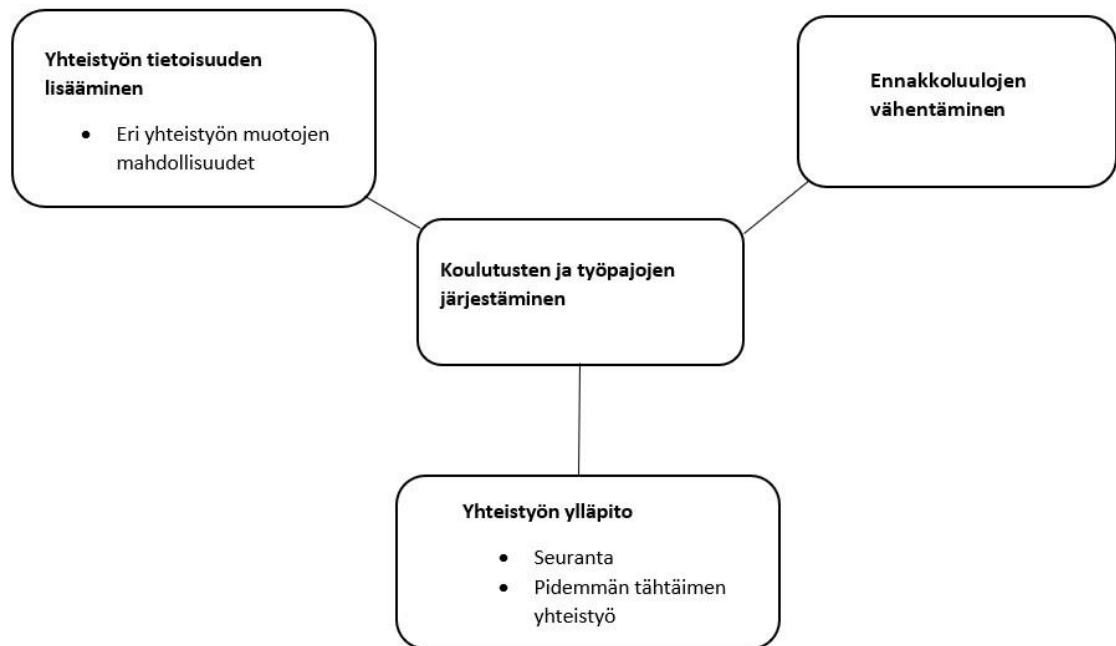 Yhteistyön tietoisuuden
lisääminen
• Eri yhteistyön muotojen
mahdollisuudet
Ennakkoluulojen
vähentäminen
Koulutusten ja työpajojen
järjestäminen
Yhteistyön ylläpito
• Seuranta
• Pidemmän tähtäimen
yhteistyö